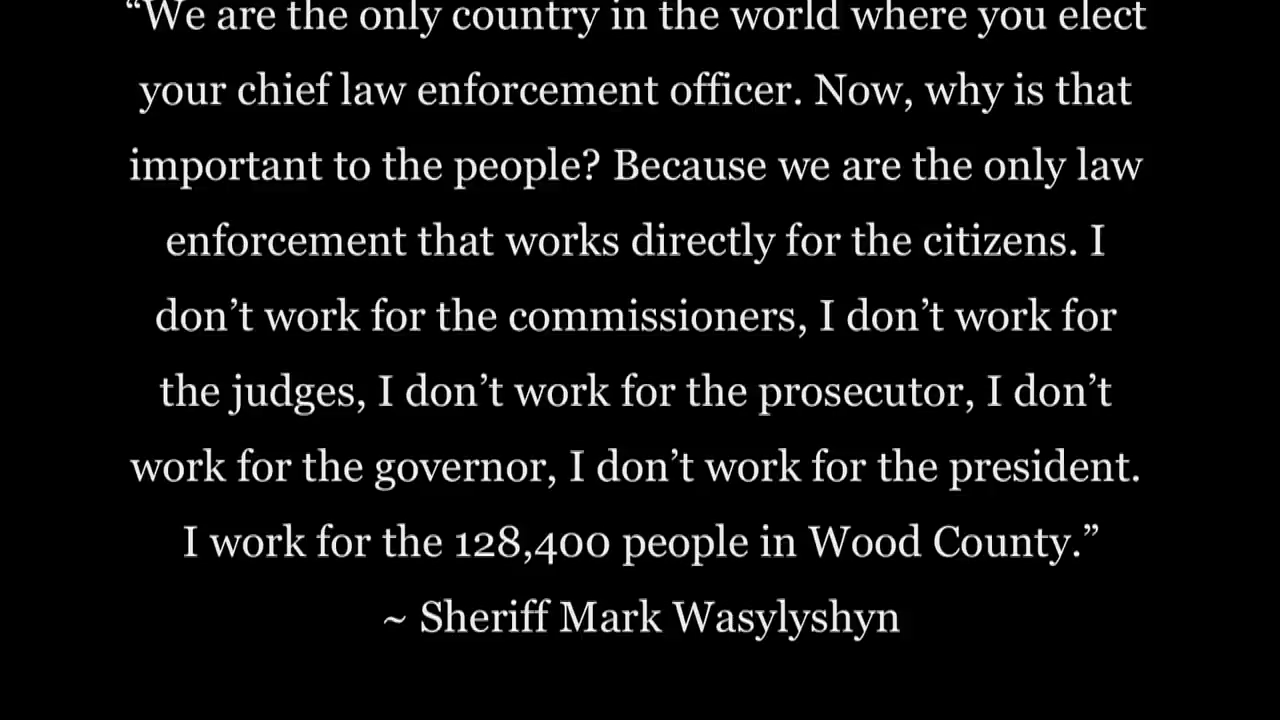 “We are the only country in the world where you elect
your chief law enforcement officer. Now, why is that
important to the people? Because we are the only law
enforcement that works directly for the citizens. I
don’t work for the commissioners, I don’t work for
the judges, I don’t work for the prosecutor, I don’t
work for the governor, I don’t work for the president.
I work for the 128,400 people in Wood County.”
~ Sheriff Mark Wasylyshyn